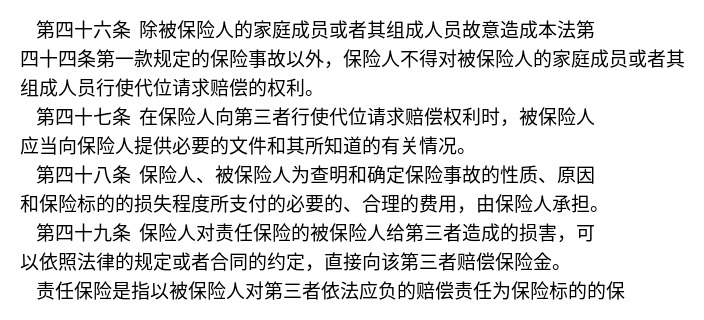 第四十六条 除被保险人的家庭成员或者其组成人员故意造成本法第
四十四条第一款规定的保险事故以外，保险人不得对被保险人的家庭成员或者其
组成人员行使代位请求赔偿的权利。
第四十七条 在保险人向第三者行使代位请求赔偿权利时，被保险人
应当向保险人提供必要的文件和其所知道的有关情况。
第四十八条 保险人、被保险人为查明和确定保险事故的性质、原因
和保险标的的损失程度所支付的必要的、合理的费用，由保险人承担。
第四十九条 保险人对责任保险的被保险人给第三者造成的损害，可
以依照法律的规定或者合同的约定，直接向该第三者赔偿保险金。
责任保险是指以被保险人对第三者依法应负的赔偿责任为保险标的的保